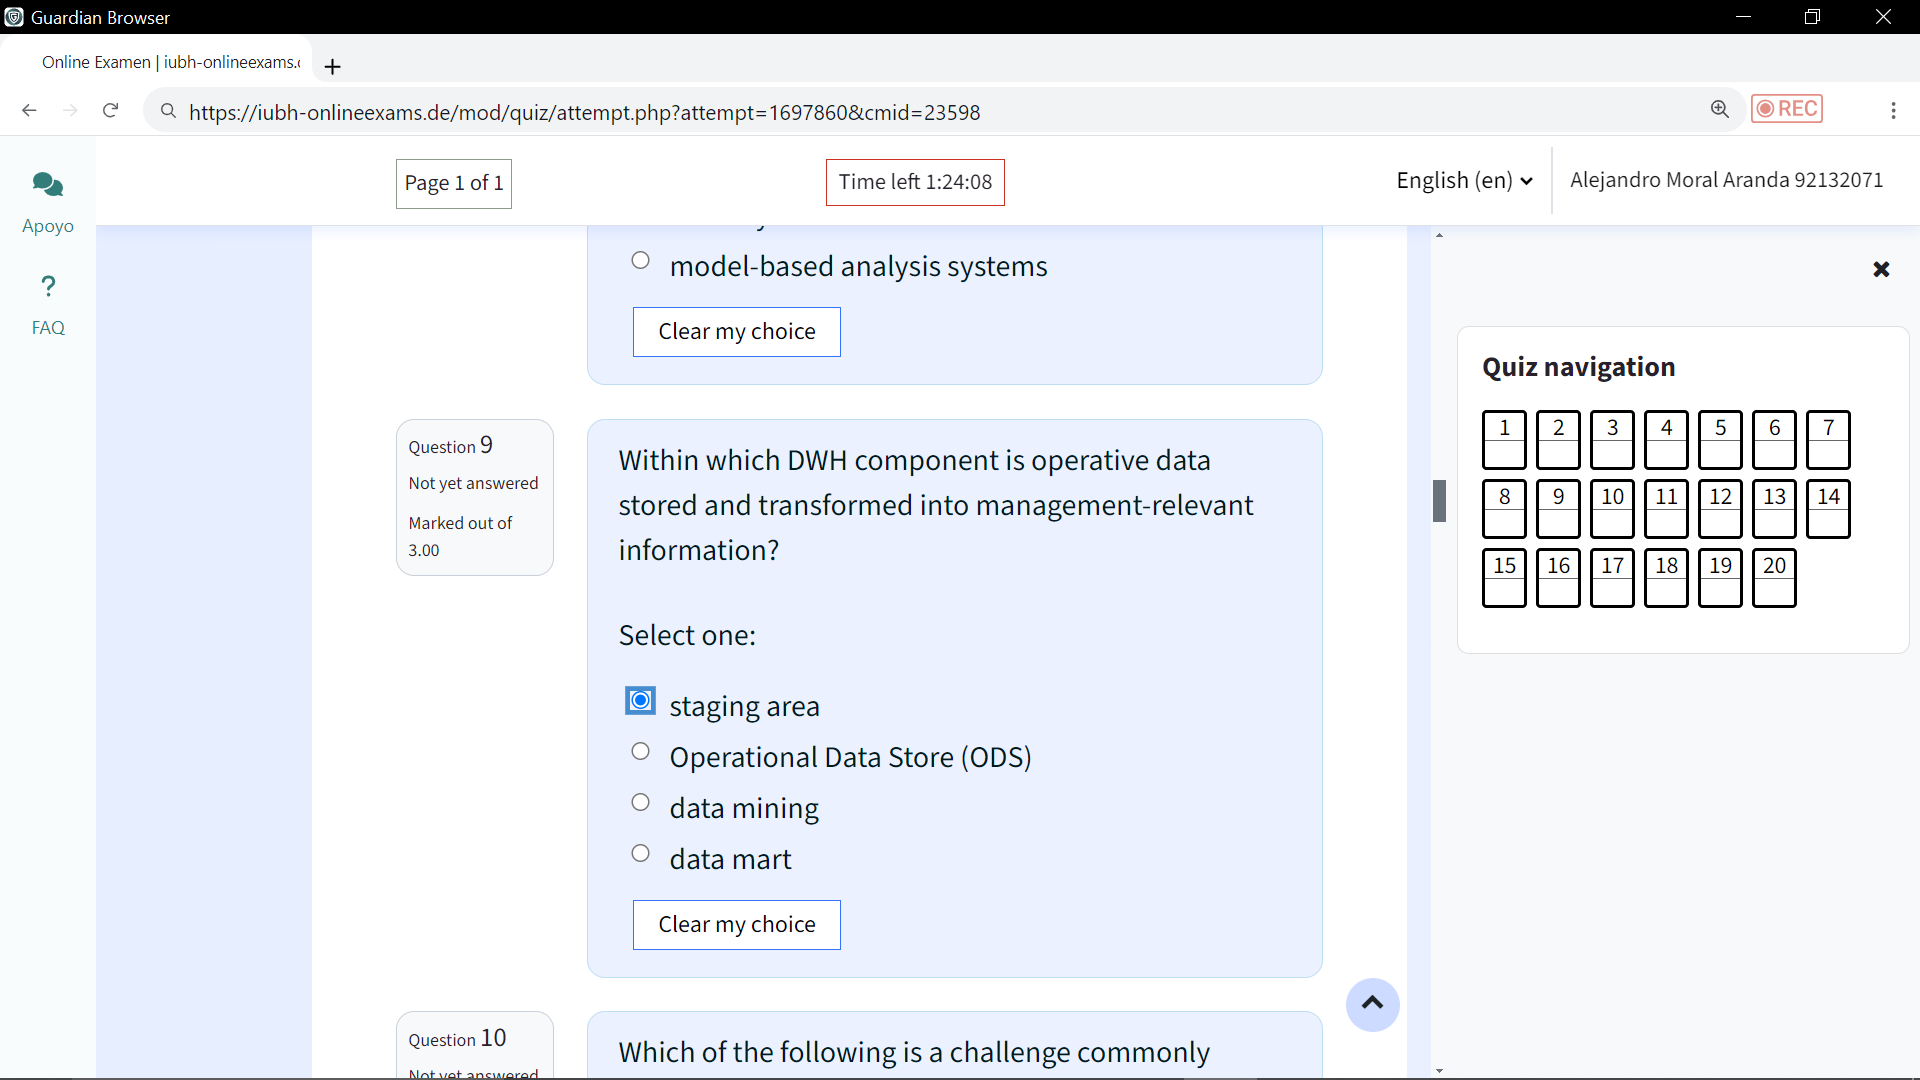 Guardian Browser
Online Examen | iubh-onlineexams.
https://iubh-onlineexams.de/mod/quiz/attempt.php?attempt=1697860&cmid=23598
REC
Page 1 of 1
Time left 1:24:08
English (en)
Alejandro Moral Aranda 92132071
Apoyo
?
FAQ
model-based analysis systems
Clear my choice
Question 9
Not yet answered
Marked out of
3.00
Within which DWH component is operative data
stored and transformed into management-relevant
information?
Select one:
staging area
Operational Data Store (ODS)
data mining
data mart
Clear my choice
Question 10
Not yet answered
Which of the following is a challenge commonly
Quiz navigation
1 2 3 4 5 6 7
8 9 10 11 12 13 14
15 16 17 18 19 20